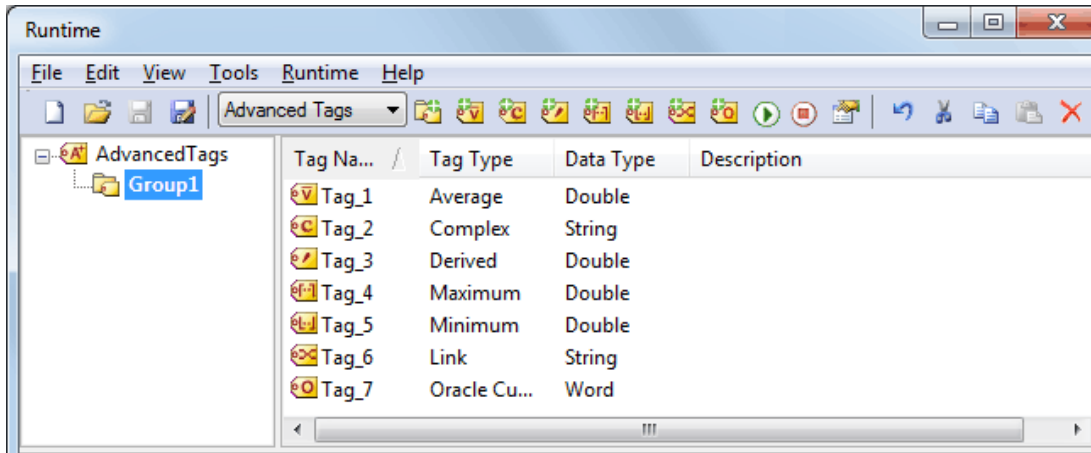 Runtime
File Edit View Tools Runtime Help
Advanced Tags
AdvancedTags
Group1
Tag Na... Tag Type Data Type Description
Tag_1 Average Double
Tag_2 Complex String
Tag_3 Derived Double
Tag_4 Maximum Double
Tag_5 Minimum Double
Tag_6 Link String
Tag_7 Oracle Cu... Word